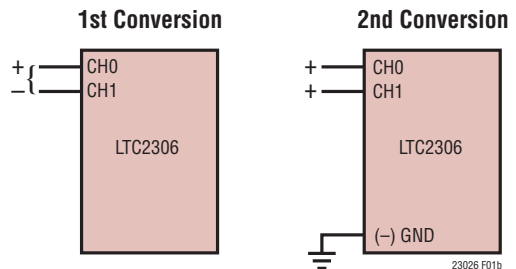 1st Conversion
+ { CH0
– CH1
LTC2306
2nd Conversion
+ CH0
+ CH1
LTC2306
(–) GND
23026 F01b